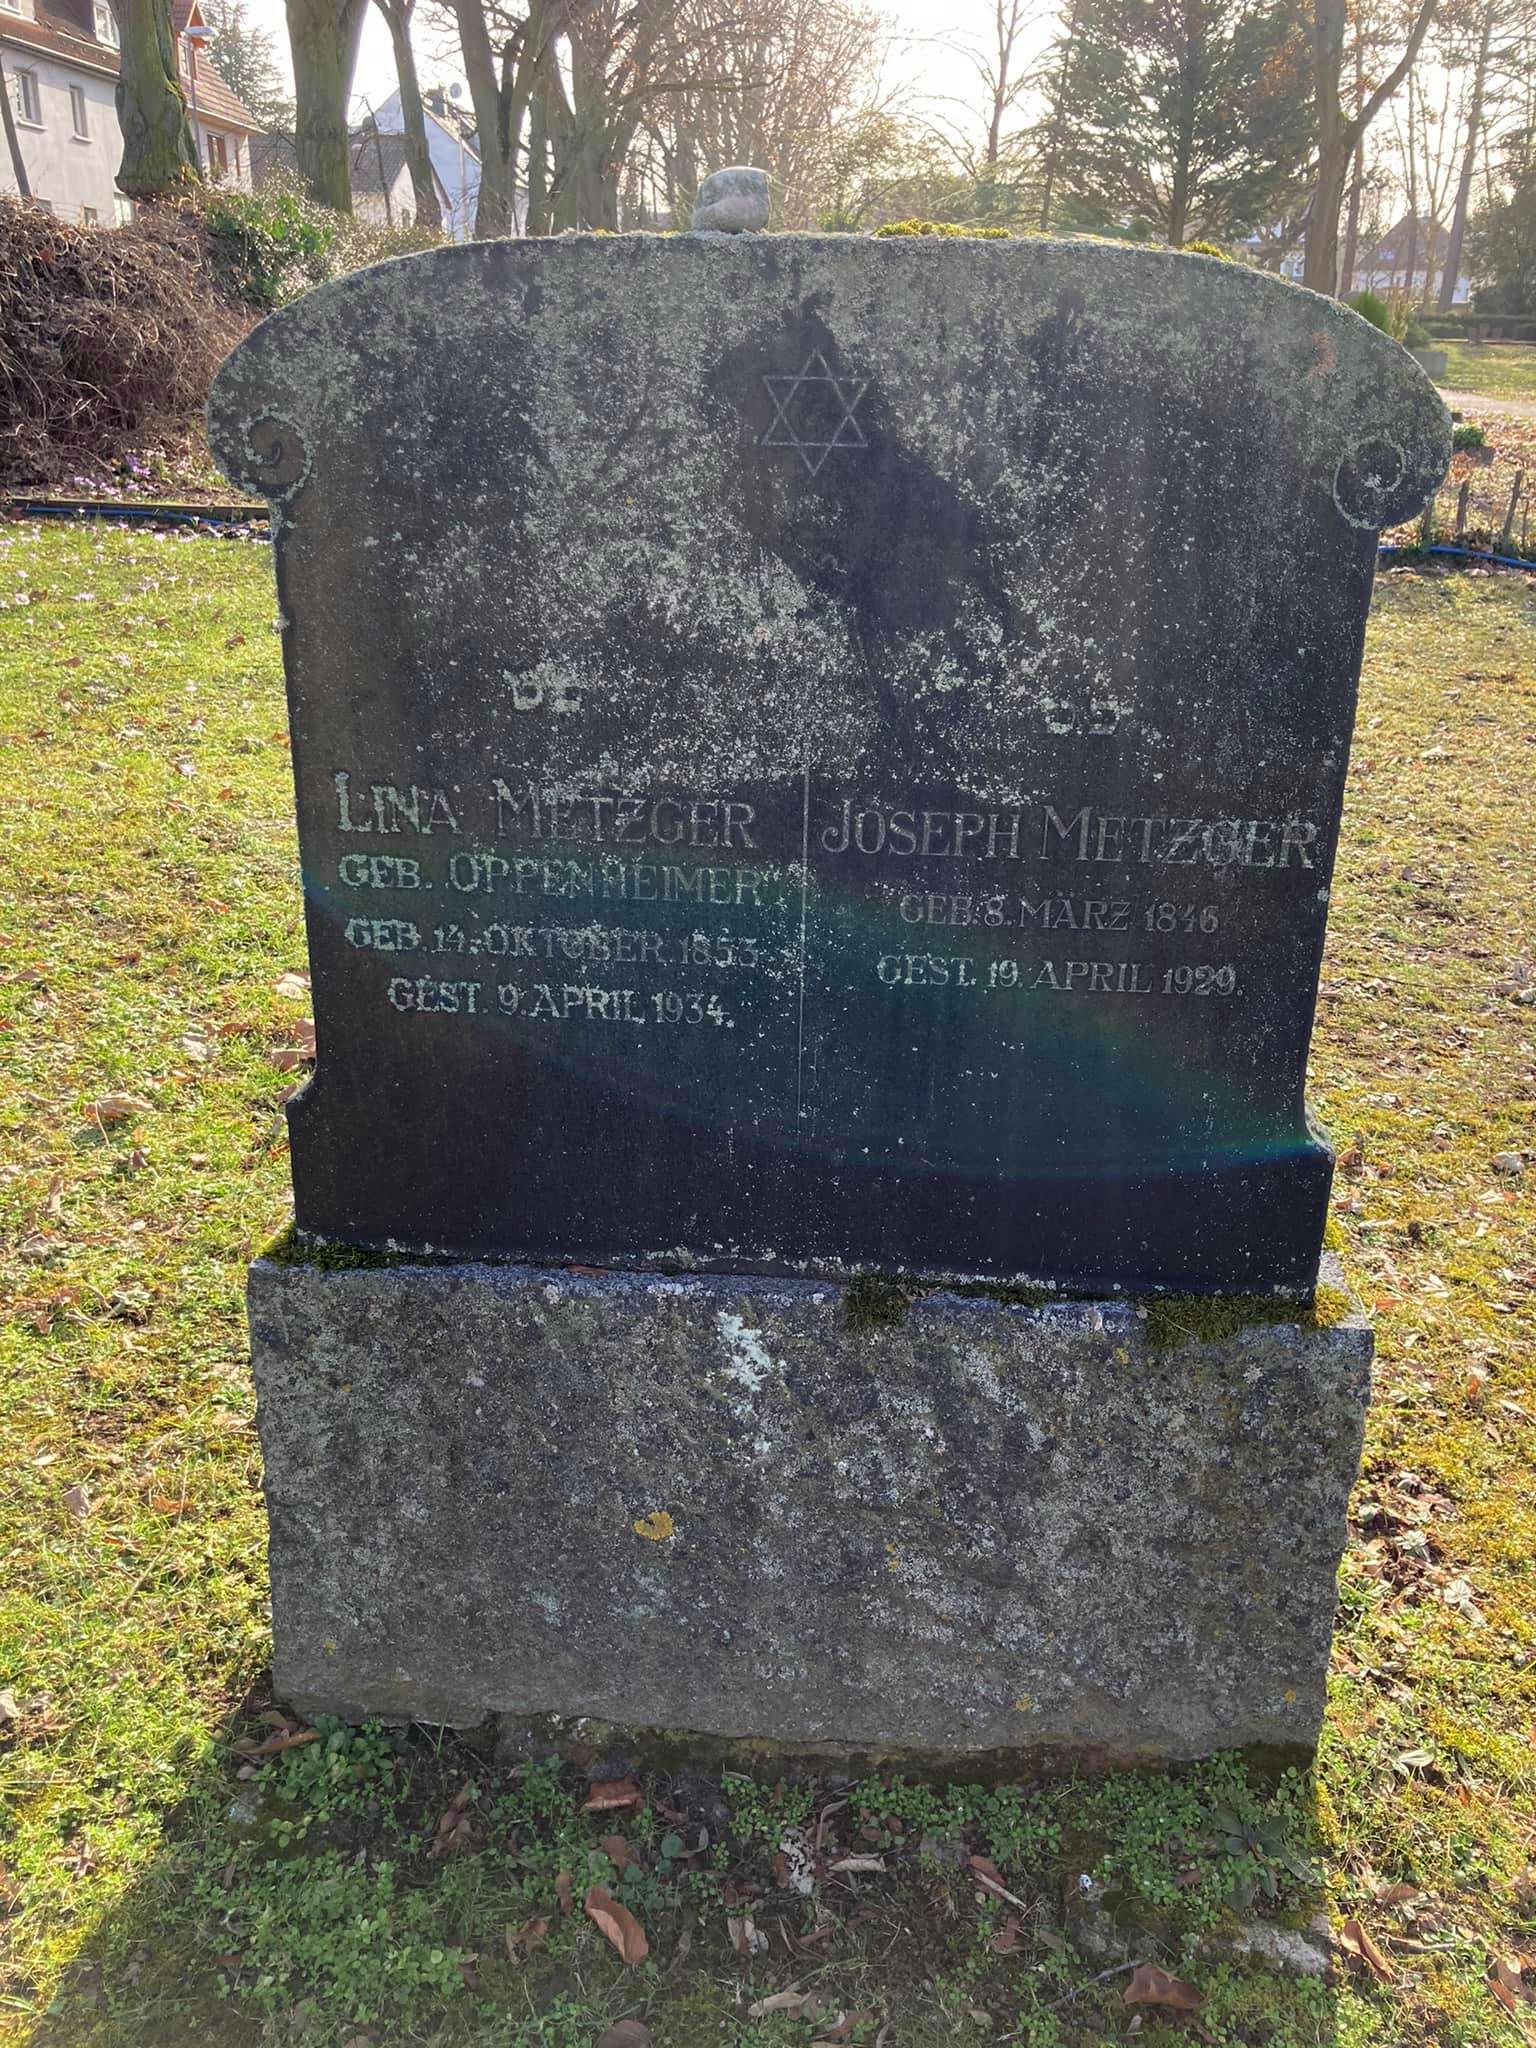 פ״ט
LINA METZGER
GEB. OPPENHEIMER
GEB. 14. OKTOBER 1853
GEST. 9. APRIL 1934.
פ״נ
JOSEPH METZGER
GEB. 8. MÄRZ 1846
GEST. 19. APRIL 1929.